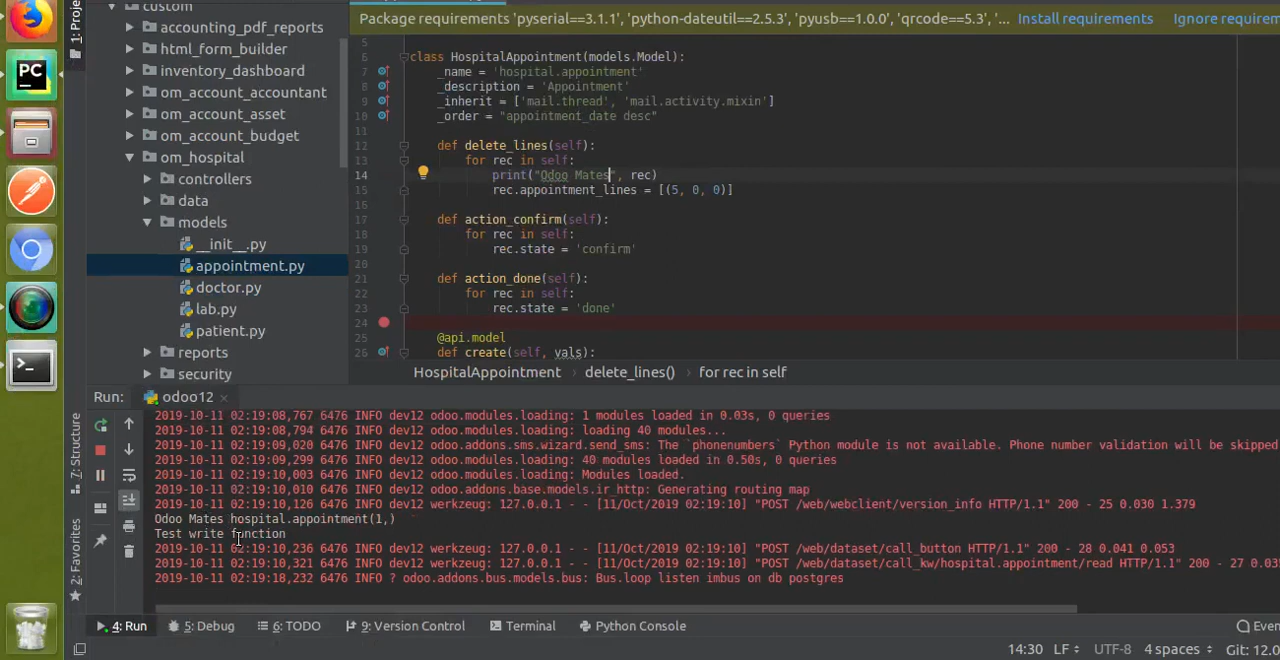 custom
accounting_pdf_reports
html_form_builder
inventory_dashboard
om_account_accountant
om_account_asset
om_account_budget
om_hospital
controllers
data
models
__init__.py
appointment.py
doctor.py
lab.py
patient.py
reports
security
1: Proje
PC
Package requirements 'pyserial==3.1.1', 'python-dateutil==2.5.3', 'pyusb==1.0.0', 'qrcode==5.3', '... Install requirements Ignore requirem
5
6 class HospitalAppointment(models.Model):
7 _name = 'hospital.appointment'
8 _description = 'Appointment'
9 _inherit = ['mail.thread', 'mail.activity.mixin']
10 _order = "appointment_date desc"
11
12 def delete_lines(self):
13 for rec in self:
14 print("Odoo Mates", rec)
15 rec.appointment_lines = [(5, 0, 0)]
16
17 def action_confirm(self):
18 for rec in self:
19 rec.state = 'confirm'
20
21 def action_done(self):
22 for rec in self:
23 rec.state = 'done'
24
25 @api.model
26 def create(self, vals):
HospitalAppointment › delete_lines() › for rec in self
Run: odoo12 ×
2019-10-11 02:19:08,767 6476 INFO dev12 odoo.modules.loading: 1 modules loaded in 0.03s, 0 queries
2019-10-11 02:19:08,794 6476 INFO dev12 odoo.modules.loading: loading 40 modules...
2019-10-11 02:19:09,020 6476 INFO dev12 odoo.addons.sms.wizard.send_sms: The `phonenumbers` Python module is not available. Phone number validation will be skipped
2019-10-11 02:19:09,299 6476 INFO dev12 odoo.modules.loading: 40 modules loaded in 0.50s, 0 queries
2019-10-11 02:19:10,003 6476 INFO dev12 odoo.modules.loading: Modules loaded.
2019-10-11 02:19:10,010 6476 INFO dev12 odoo.addons.base.models.ir_http: Generating routing map
2019-10-11 02:19:10,126 6476 INFO dev12 werkzeug: 127.0.0.1 - - [11/Oct/2019 02:19:10] "POST /web/webclient/version_info HTTP/1.1" 200 - 25 0.030 1.379
Odoo Mates hospital.appointment(1,)
Test write function
2019-10-11 02:19:10,236 6476 INFO dev12 werkzeug: 127.0.0.1 - - [11/Oct/2019 02:19:10] "POST /web/dataset/call_button HTTP/1.1" 200 - 28 0.041 0.053
2019-10-11 02:19:10,321 6476 INFO dev12 werkzeug: 127.0.0.1 - - [11/Oct/2019 02:19:10] "POST /web/dataset/call_kw/hospital.appointment/read HTTP/1.1" 200 - 27 0.03
2019-10-11 02:19:18,232 6476 INFO ? odoo.addons.bus.models.bus: Bus.loop listen imbus on db postgres
Z: Structure
2: Favorites
4: Run 5: Debug 6: TODO 9: Version Control Terminal Python Console Even
14:30 LF UTF-8 4 spaces Git: 12.0